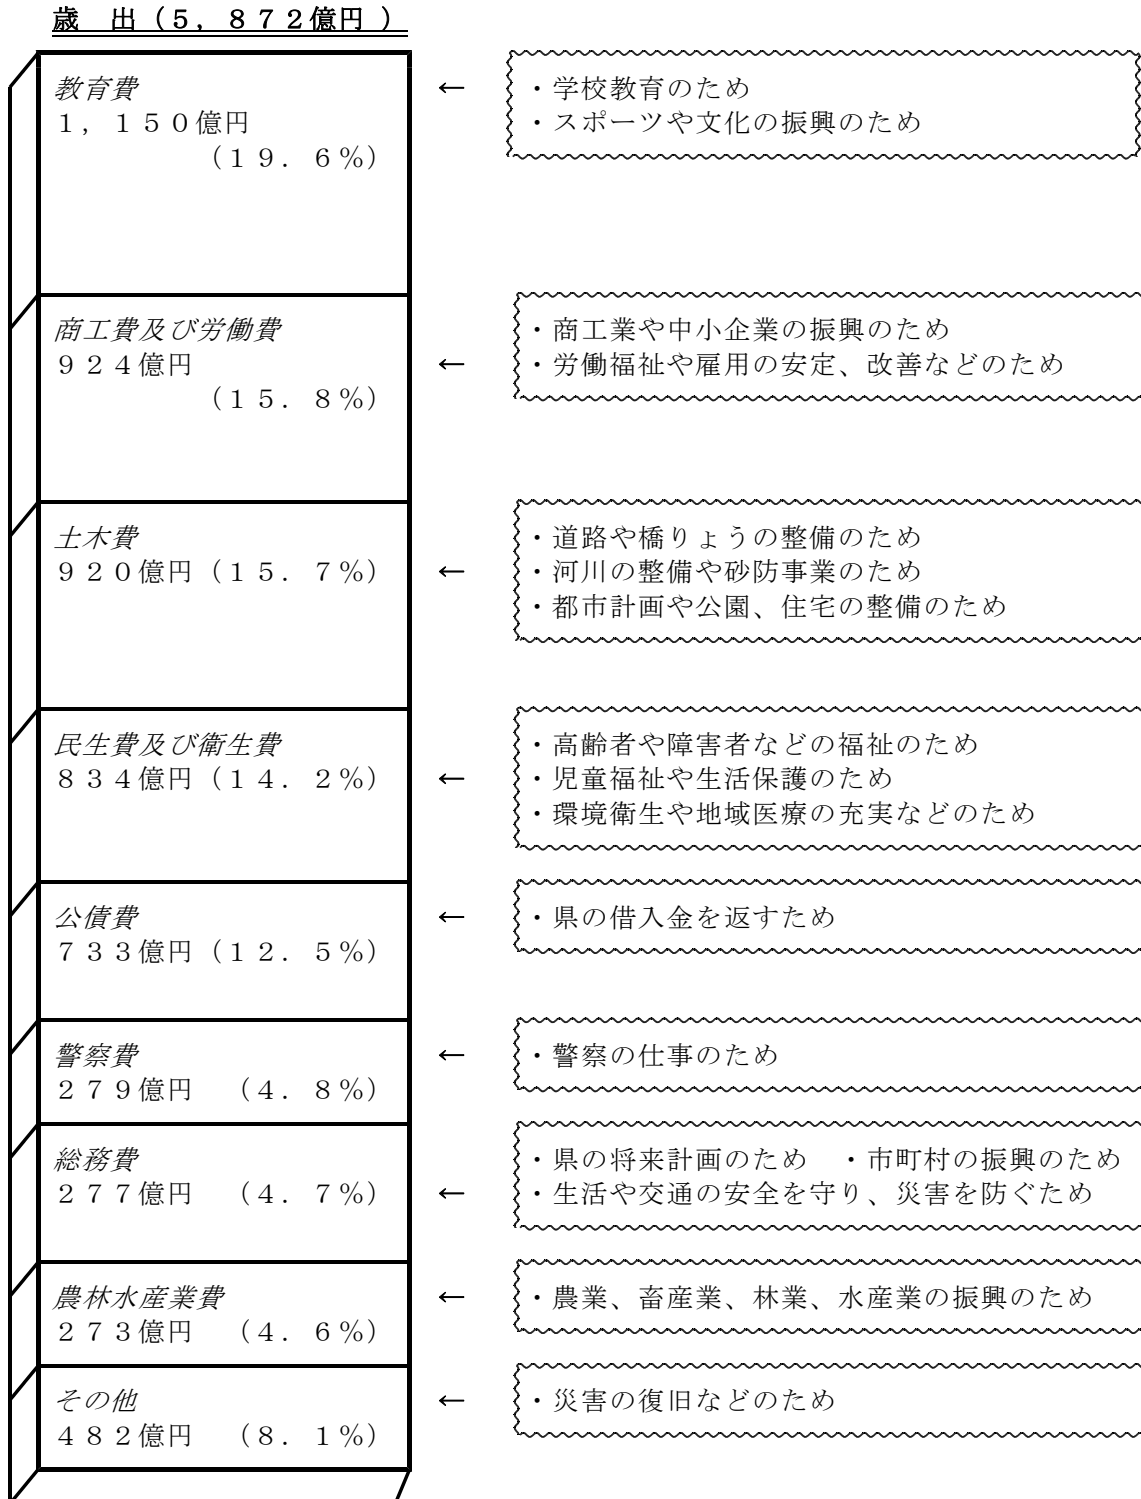 歳　出（５，８７２億円 ）
教育費
１，１５０億円
（１９．６％）
←
・学校教育のため
・スポーツや文化の振興のため
商工費及び労働費
９２４億円
（１５．８％）
←
・商工業や中小企業の振興のため
・労働福祉や雇用の安定、改善などのため
土木費
９２０億円（１５．７％）
←
・道路や橋りょうの整備のため
・河川の整備や砂防事業のため
・都市計画や公園、住宅の整備のため
民生費及び衛生費
８３４億円（１４．２％）
←
・高齢者や障害者などの福祉のため
・児童福祉や生活保護のため
・環境衛生や地域医療の充実などのため
公債費
７３３億円（１２．５％）
←
・県の借入金を返すため
警察費
２７９億円　（４．８％）
←
・警察の仕事のため
総務費
２７７億円　（４．７％）
←
・県の将来計画のため　・市町村の振興のため
・生活や交通の安全を守り、災害を防ぐため
農林水産業費
２７３億円　（４．６％）
←
・農業、畜産業、林業、水産業の振興のため
その他
４８２億円　（８．１％）
←
・災害の復旧などのため